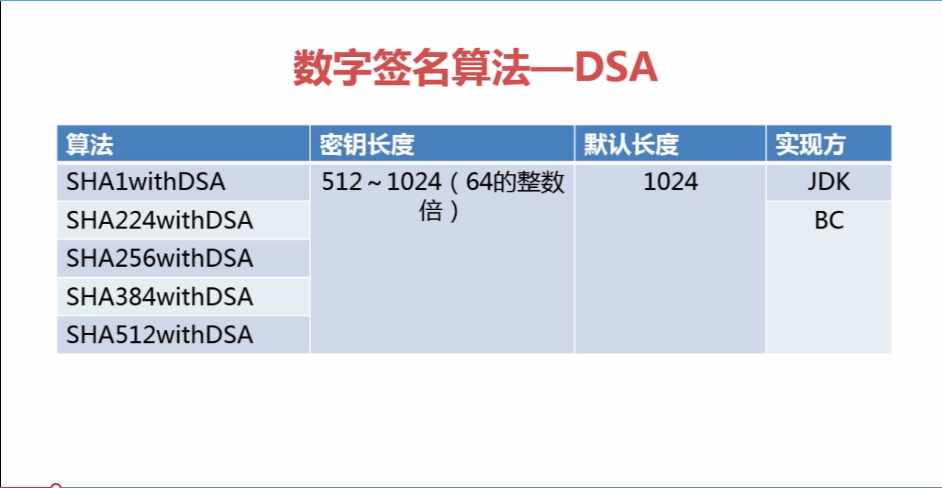 数字签名算法—DSA
算法 密钥长度 默认长度 实现方
SHA1withDSA 512～1024（64的整数 1024 JDK
倍）
SHA224withDSA BC
SHA256withDSA
SHA384withDSA
SHA512withDSA